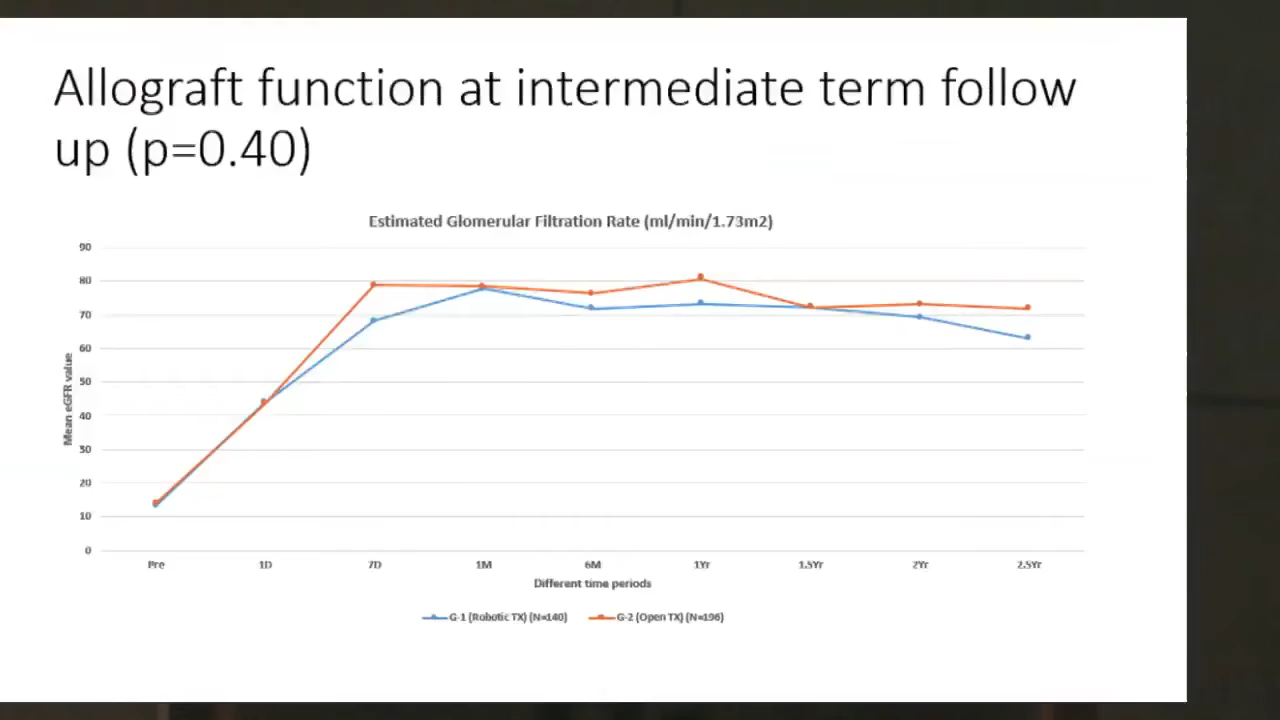 Allograft function at intermediate term follow
up (p=0.40)
Estimated Glomerular Filtration Rate (ml/min/1.73m2)
90
80
70
60
50
40
30
20
10
0
Mean eGFR value
Pre 1D 7D 1M 6M 1Yr 1.5Yr 2Yr 2.5Yr
Different time periods
G-1 (Robotic TX) (N=140) G-2 (Open TX) (N=196)